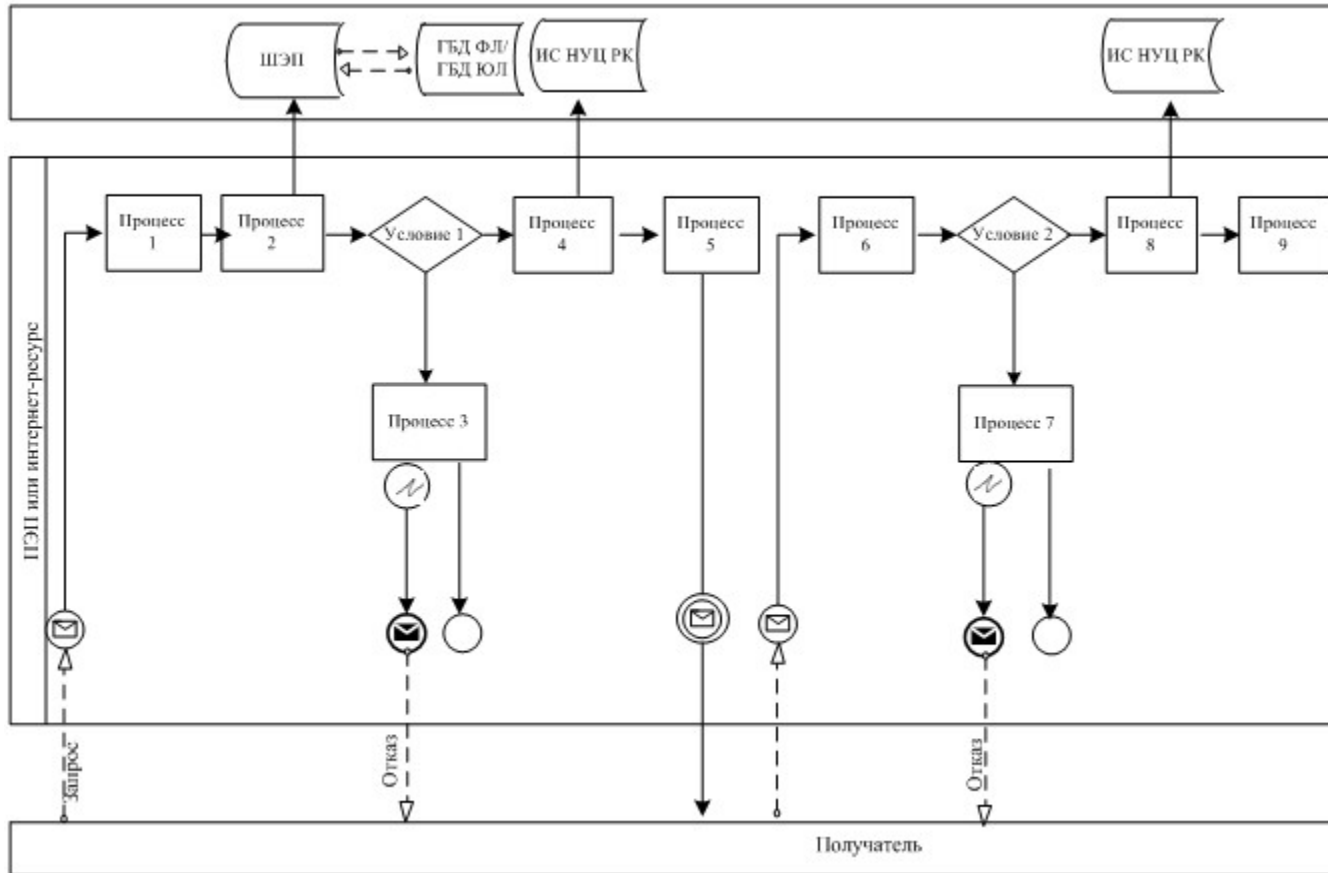 ШЭП
ГБД ФЛ/
ГБД ЮЛ
ИС НУЦ РК
ИС НУЦ РК
ПЭП или интернет-ресурс
Процесс
1
Процесс
2
Условие 1
Процесс
4
Процесс
5
Процесс
6
Условие 2
Процесс
8
Процесс
9
Процесс 3
Процесс 7
Запрос
Отказ
Отказ
Получатель